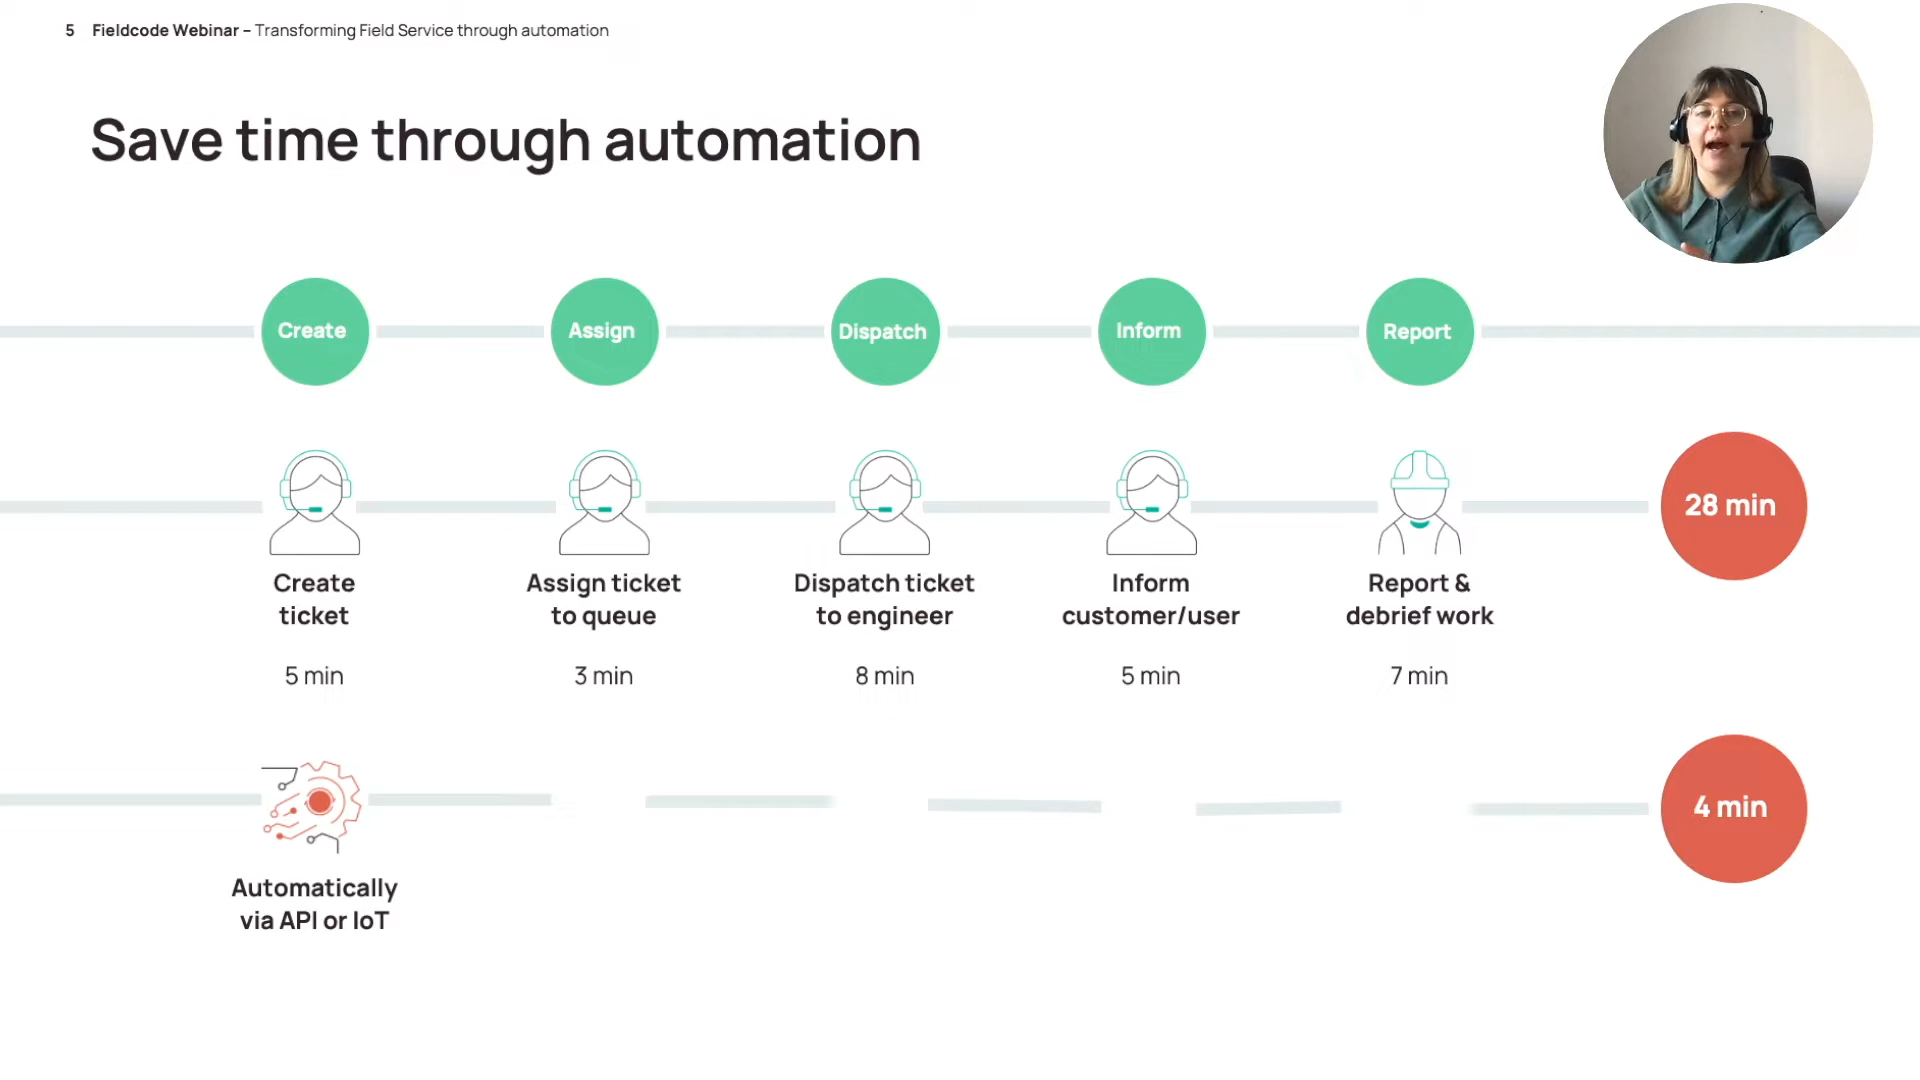 5 Fieldcode Webinar – Transforming Field Service through automation
Save time through automation
Create
Assign
Dispatch
Inform
Report
28 min
Create
ticket
Assign ticket
to queue
Dispatch ticket
to engineer
Inform
customer/user
Report &
debrief work
5 min
3 min
8 min
5 min
7 min
4 min
Automatically
via API or IoT